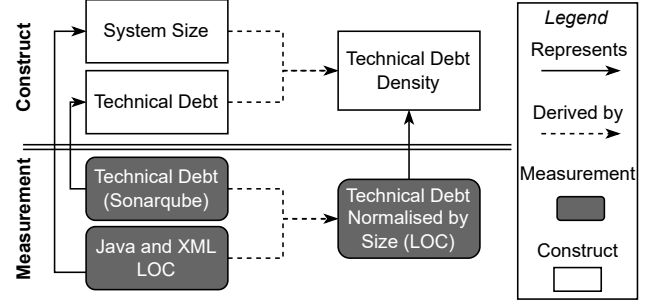 Construct
System Size
Technical Debt
Technical Debt
Density
Measurement
Technical Debt
(Sonarqube)
Java and XML
LOC
Technical Debt
Normalised by
Size (LOC)
Legend
Represents
Derived by
Measurement
Construct